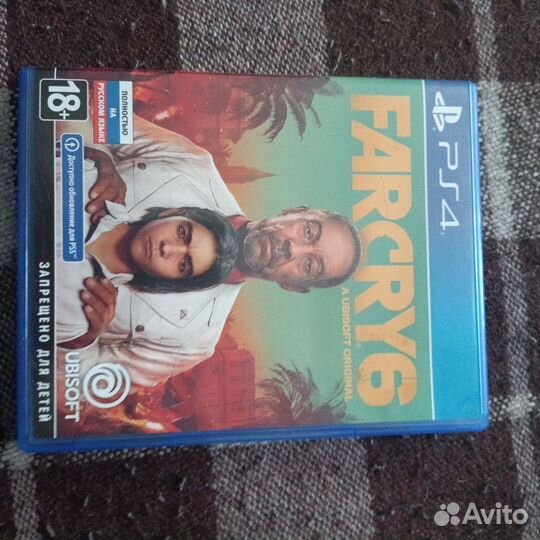 PS4
FARCRY6
A UBISOFT ORIGINAL
18+
ПОЛНОСТЬЮ
НА
РУССКОМ ЯЗЫКЕ
Доступно обновление для PS5
ЗАПРЕЩЕНО ДЛЯ ДЕТЕЙ
UBISOFT
Avito